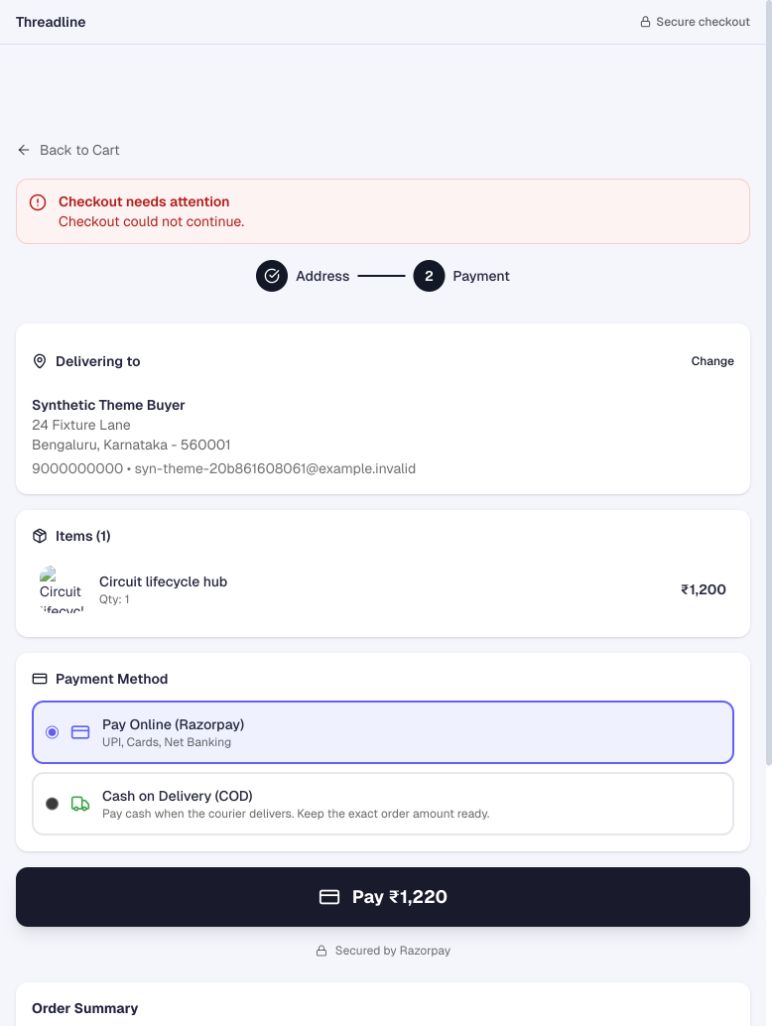 Threadline
Secure checkout
Back to Cart
Checkout needs attention
Checkout could not continue.
Address
2
Payment
Delivering to
Change
Synthetic Theme Buyer
24 Fixture Lane
Bengaluru, Karnataka - 560001
9000000000 • syn-theme-20b861608061@example.invalid
Items (1)
Circuit
lifecycl
Circuit lifecycle hub
Qty: 1
₹1,200
Payment Method
Pay Online (Razorpay)
UPI, Cards, Net Banking
Cash on Delivery (COD)
Pay cash when the courier delivers. Keep the exact order amount ready.
Pay ₹1,220
Secured by Razorpay
Order Summary